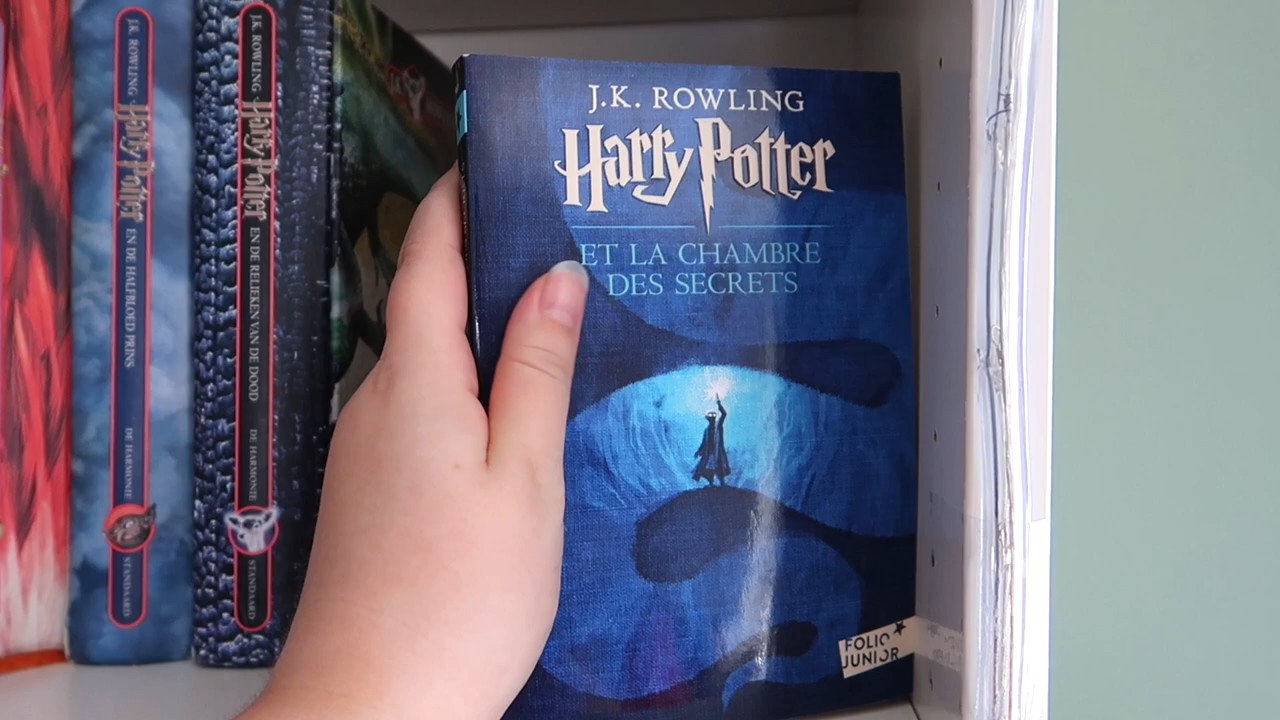 J.K. ROWLING Harry Potter EN DE HALFBLOED PRINS DE HARMONIE STANDAARD
J.K. ROWLING Harry Potter EN DE RELIEKEN VAN DE DOOD DE HARMONIE STANDAARD
J.K. ROWLING
Harry Potter
ET LA CHAMBRE
DES SECRETS
FOLIO
JUNIOR